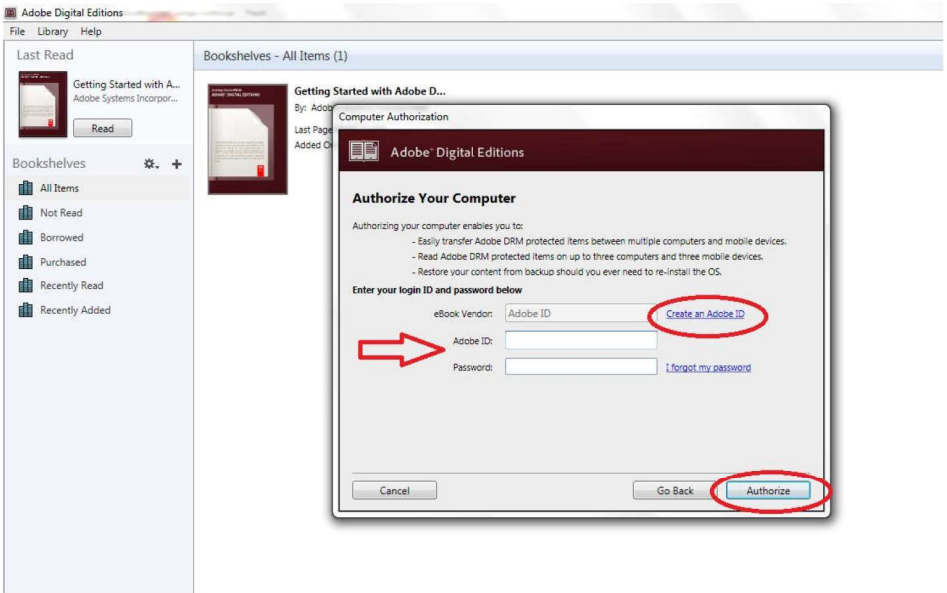 Adobe Digital Editions
File Library Help
Last Read
Getting Started with A...
Adobe Systems Incorpor...
Read
Bookshelves
All Items
Not Read
Borrowed
Purchased
Recently Read
Recently Added
Bookshelves - All Items (1)
Getting Started with Adobe D...
By: Adob
Last Page
Added O
Computer Authorization
Adobe® Digital Editions
Authorize Your Computer
Authorizing your computer enables you to:
- Easily transfer Adobe DRM protected items between multiple computers and mobile devices.
- Read Adobe DRM protected items on up to three computers and three mobile devices.
- Restore your content from backup should you ever need to re-install the OS.
Enter your login ID and password below
eBook Vendor: Adobe ID Create an Adobe ID
Adobe ID:
Password: I forgot my password
Cancel Go Back Authorize